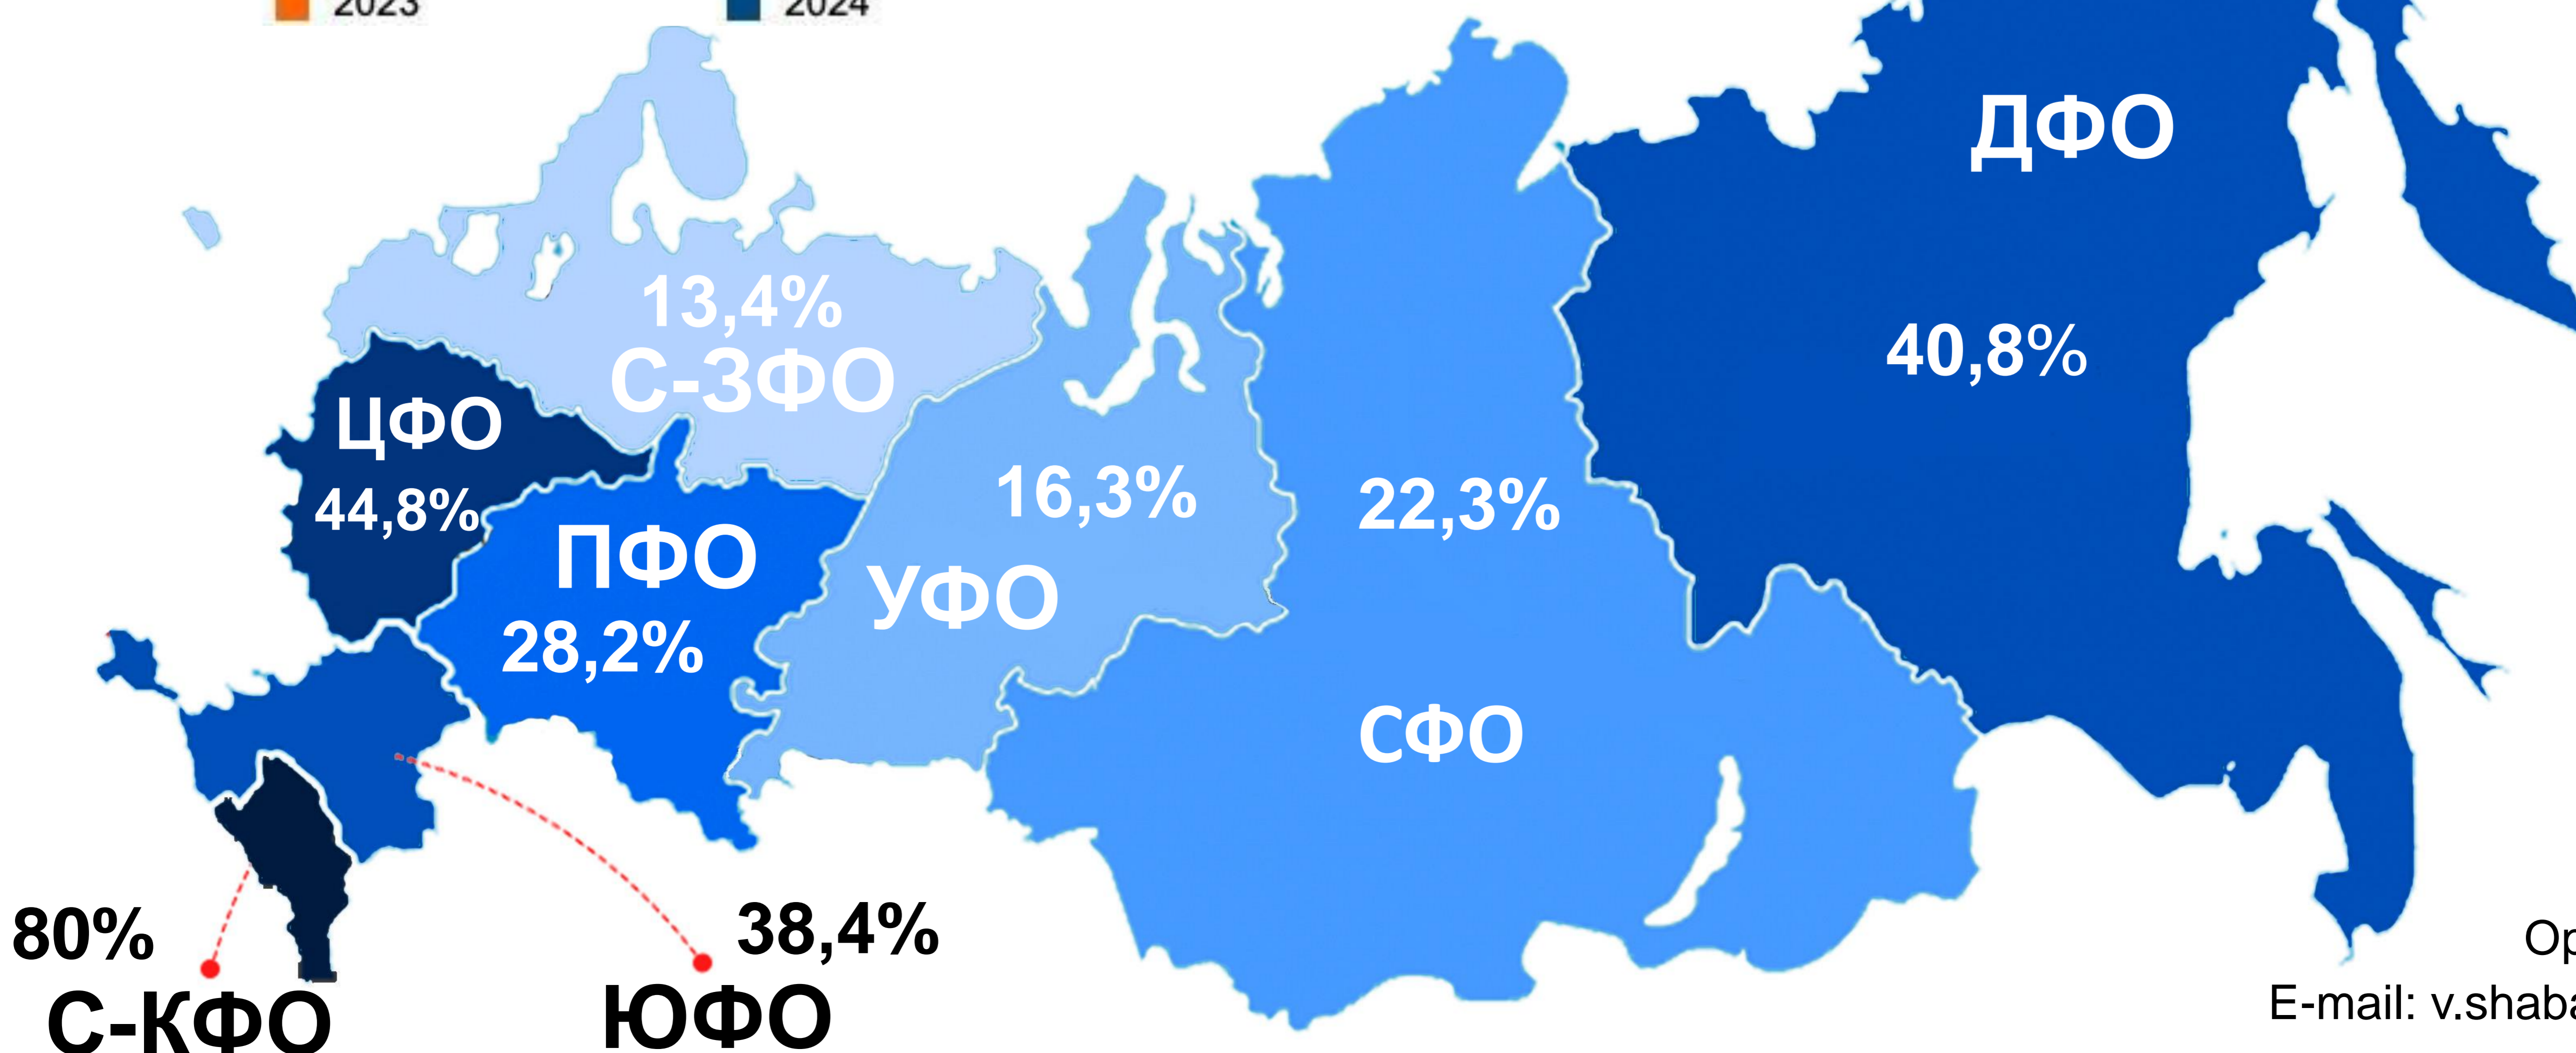 2023
2024
ДФО
40,8%
13,4%
С-ЗФО
ЦФО
44,8%
16,3%
22,3%
ПФО
28,2%
УФО
СФО
80%
38,4%
С-КФО
ЮФО
E-mail: v.shaba